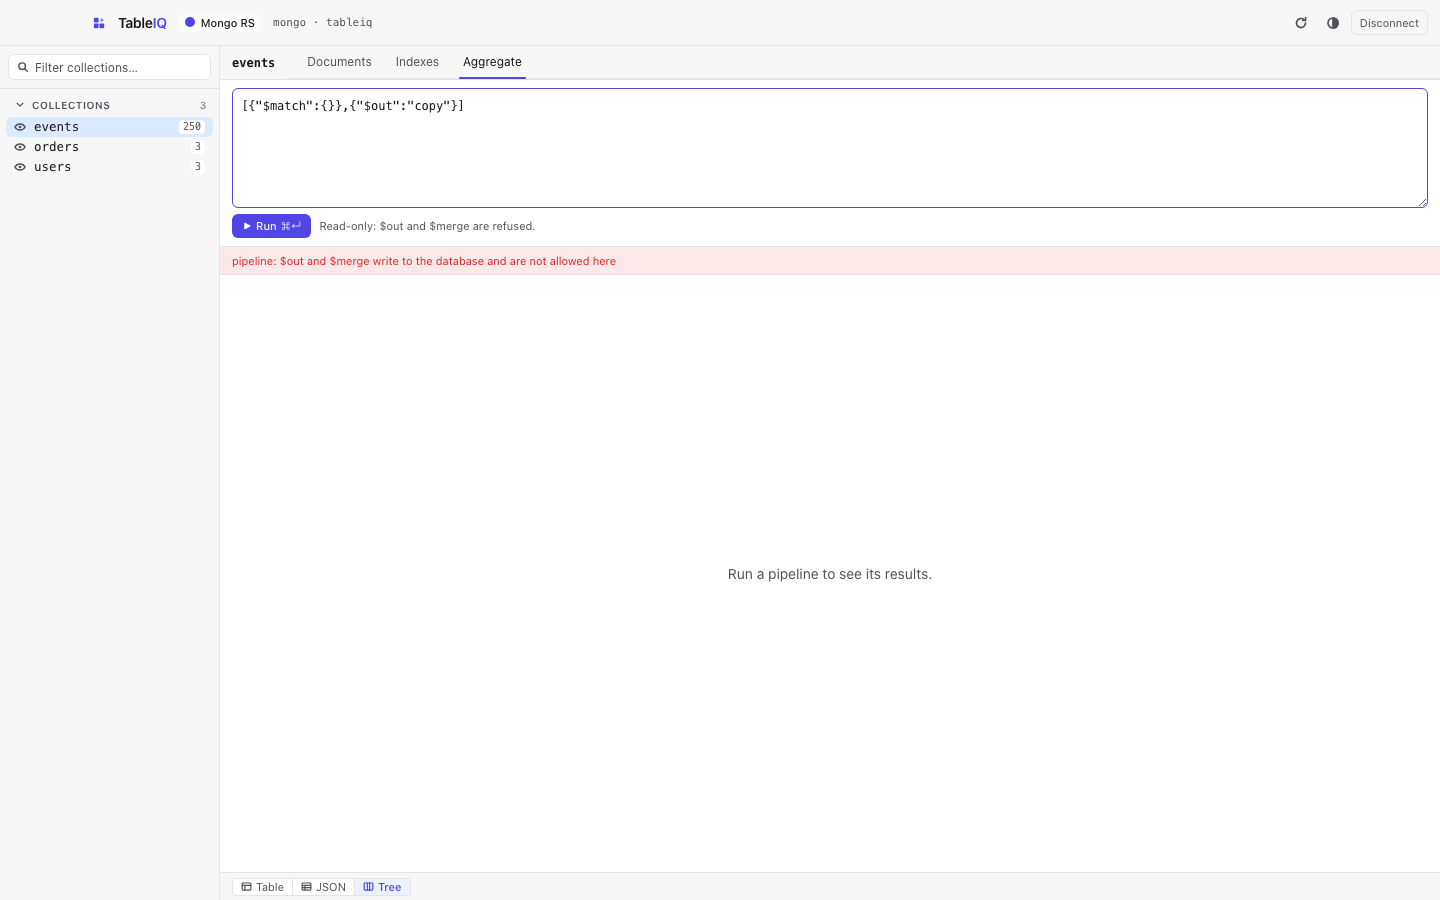 TableIQ
Mongo RS
mongo · tableiq
Disconnect
Filter collections...
COLLECTIONS 3
events 250
orders 3
users 3
events Documents Indexes Aggregate
[{"$match":{}},{"$out":"copy"}]
Run ⌘↵ Read-only: $out and $merge are refused.
pipeline: $out and $merge write to the database and are not allowed here
Run a pipeline to see its results.
Table JSON Tree